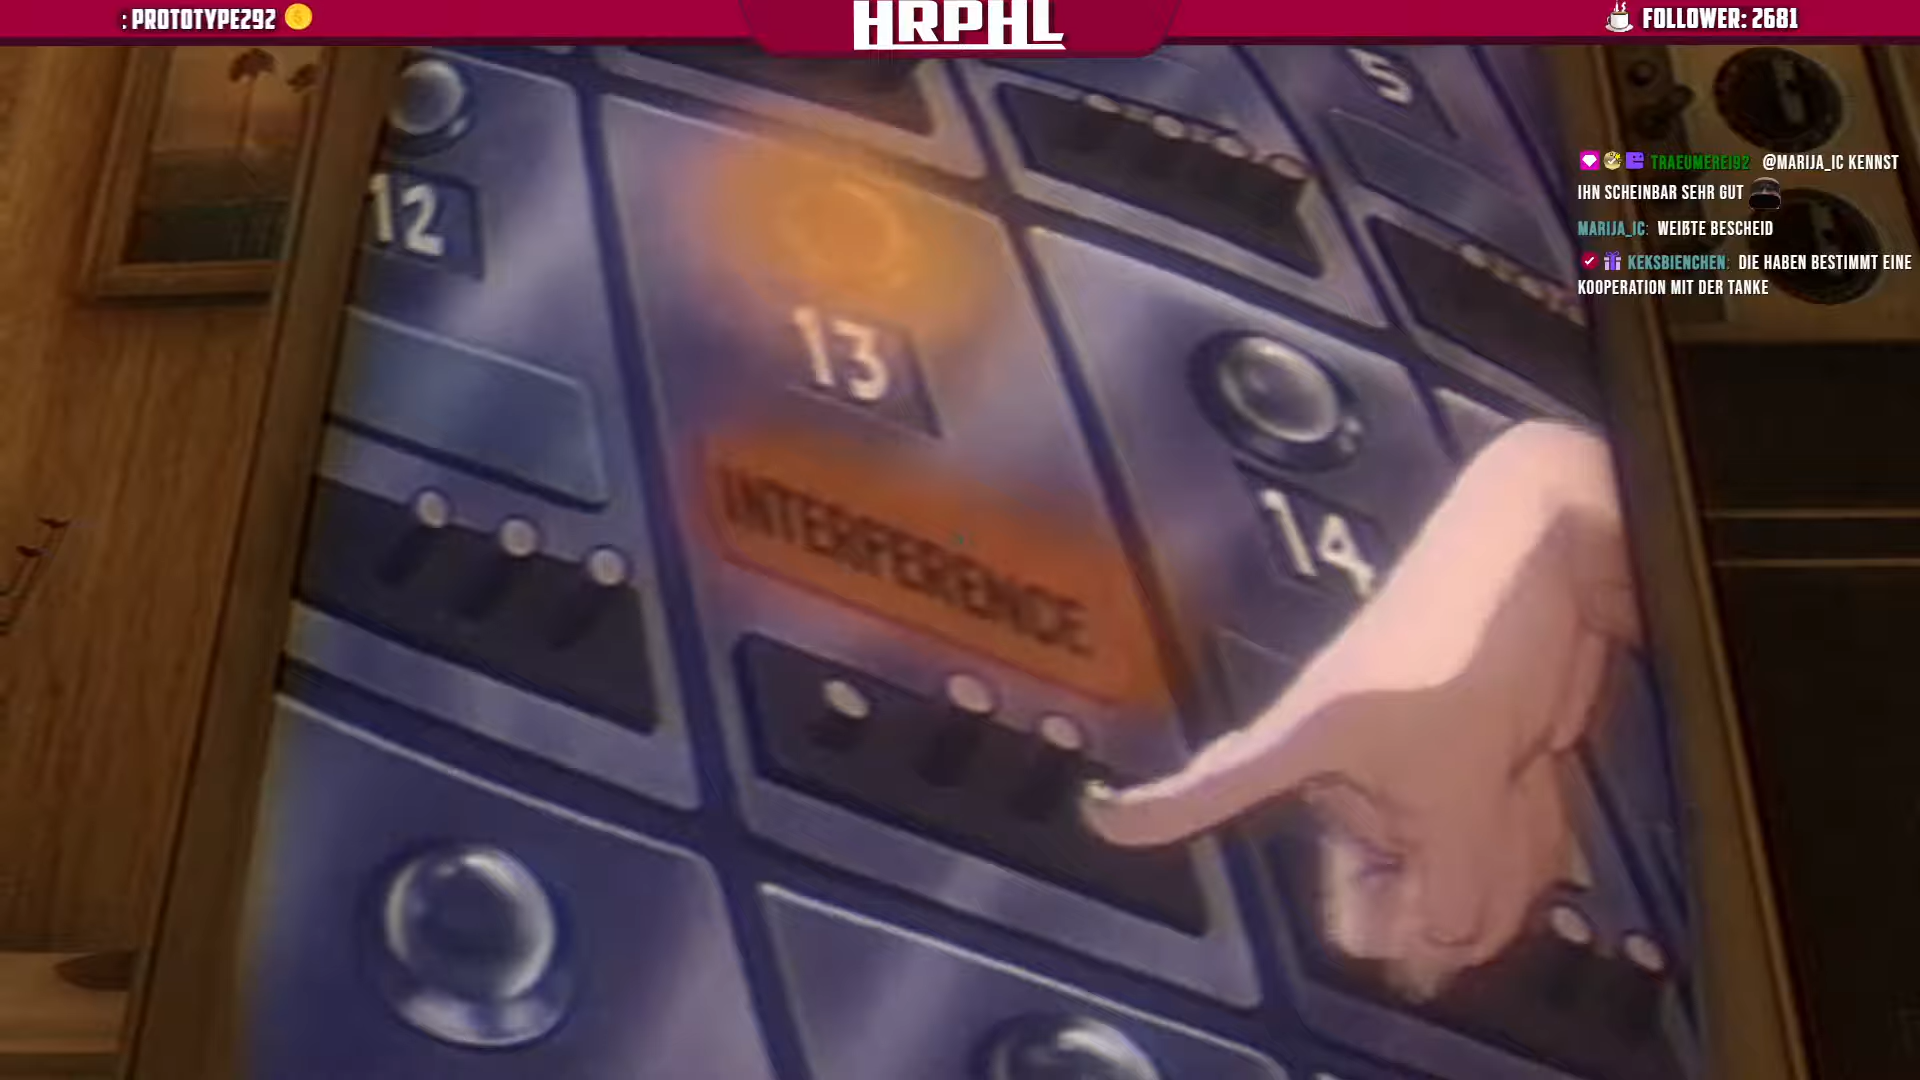 : PROTOTYPE292
HRPHL
FOLLOWER: 2681
5
12
13
INTERFERENCE
14
TRAEUMEREI92 @MARIJA_IC KENNST
IHN SCHEINBAR SEHR GUT
MARIJA_IC: WEIßTE BESCHEID
KEKSBIENCHEN: DIE HABEN BESTIMMT EINE
KOOPERATION MIT DER TANKE